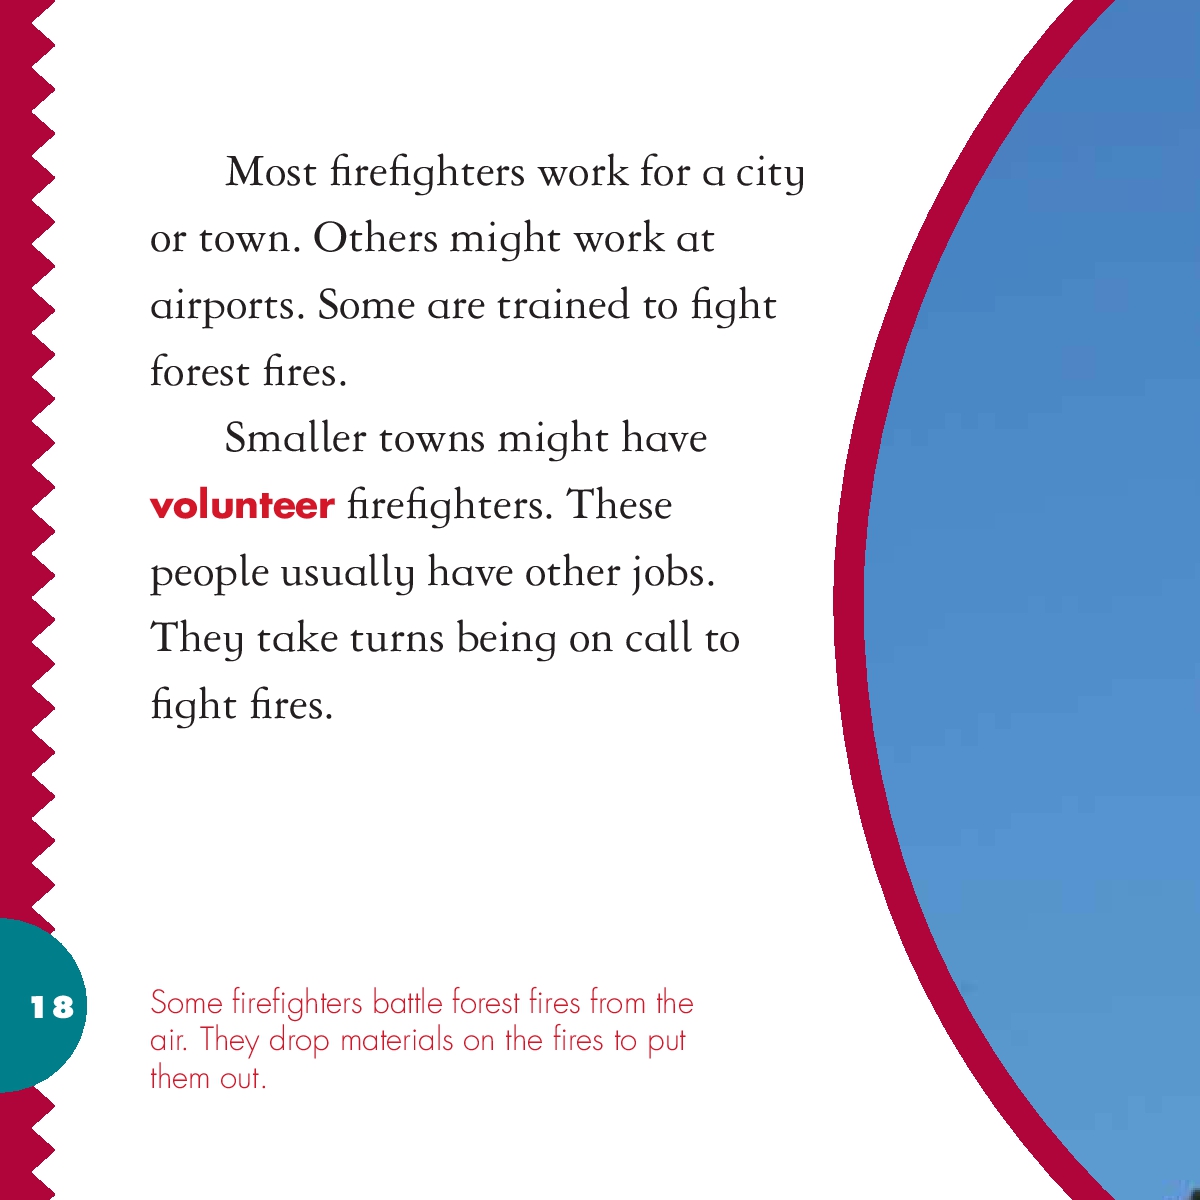 Most firefighters work for a city
or town. Others might work at
airports. Some are trained to fight
forest fires.
Smaller towns might have
volunteer firefighters. These
people usually have other jobs.
They take turns being on call to
fight fires.
18
Some firefighters battle forest fires from the
air. They drop materials on the fires to put
them out.